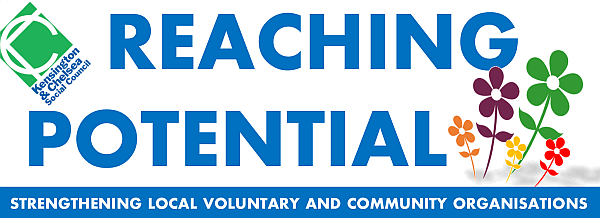 Kensington
& Chelsea
Social Council
REACHING
POTENTIAL
STRENGTHENING LOCAL VOLUNTARY AND COMMUNITY ORGANISATIONS